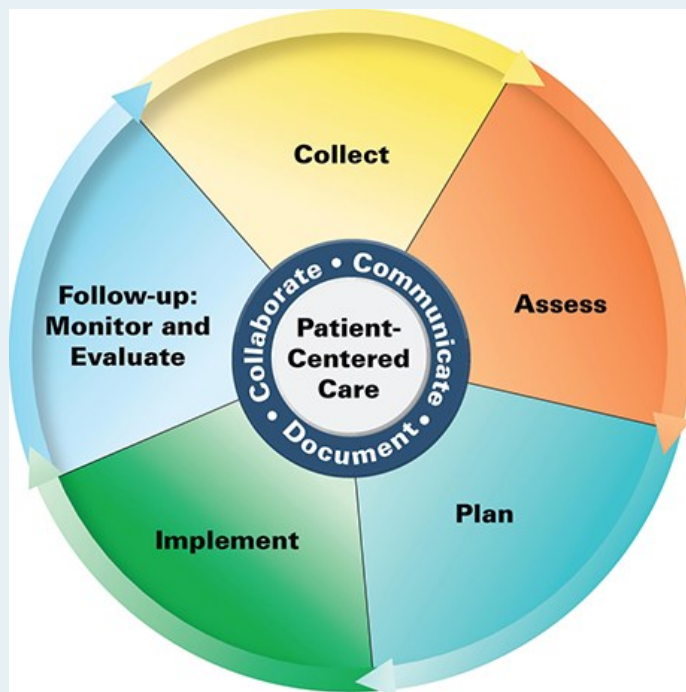 Collect
Assess
Plan
Implement
Follow-up:
Monitor and
Evaluate
Collaborate • Communicate • Document •
Patient-
Centered
Care